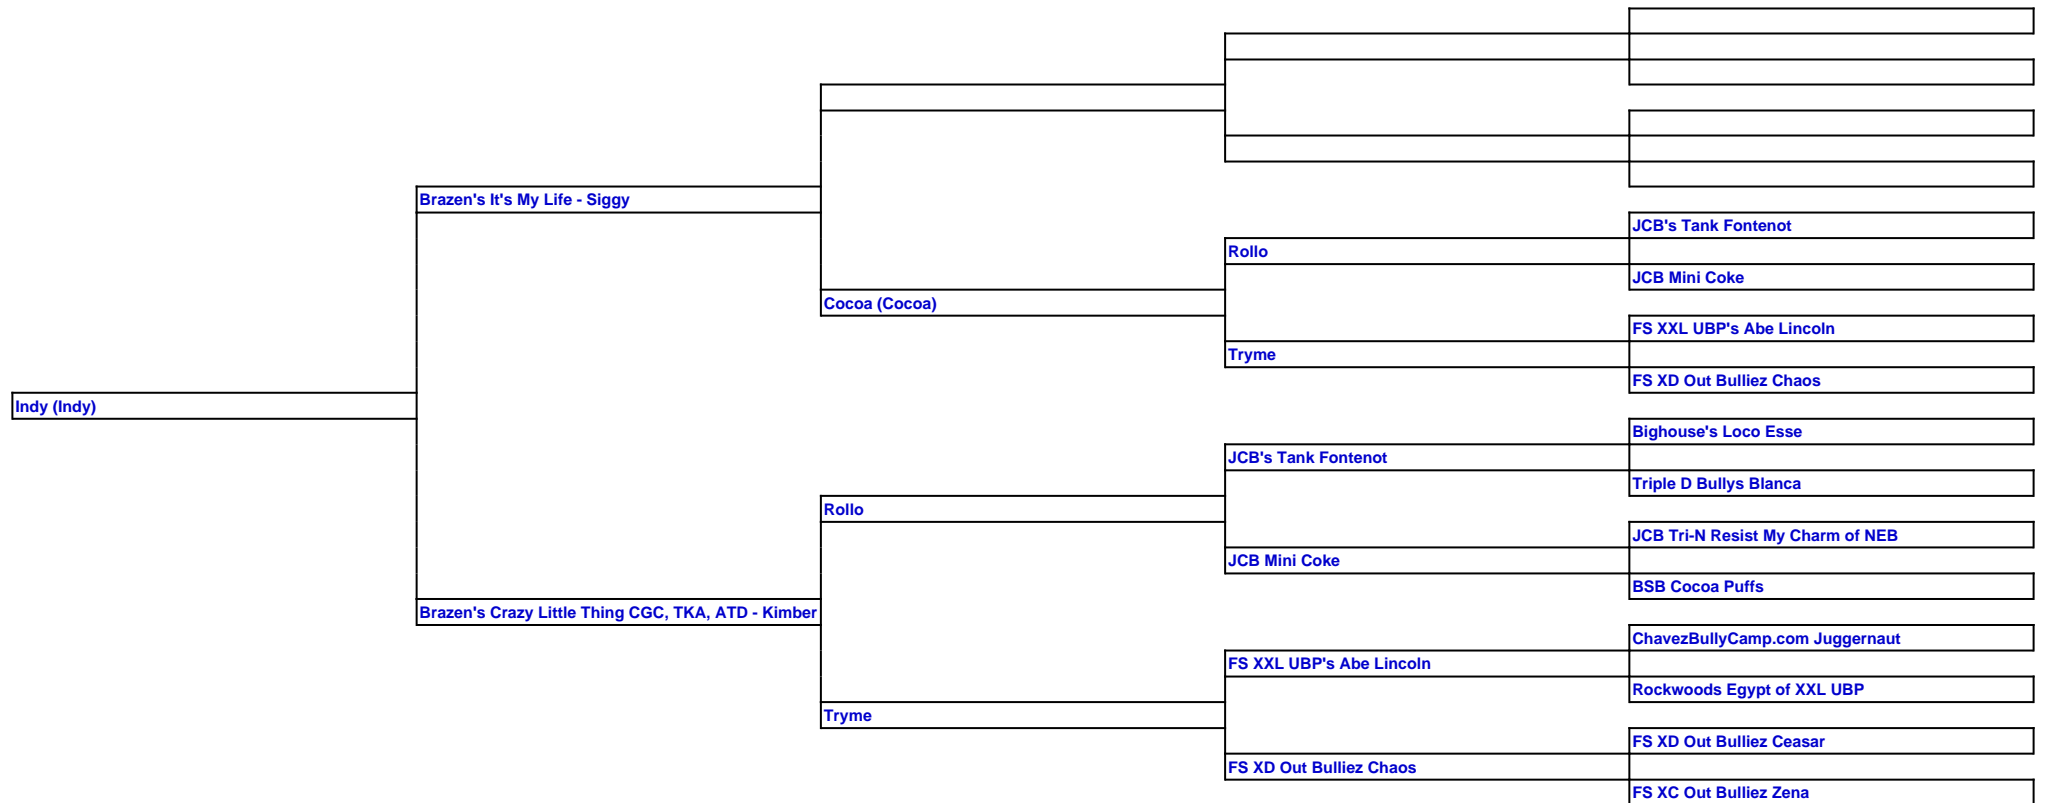 Brazen's It's My Life - Siggy
JCB's Tank Fontenot
Rollo
JCB Mini Coke
Cocoa (Cocoa)
FS XXL UBP's Abe Lincoln
Tryme
FS XD Out Bulliez Chaos
Indy (Indy)
Bighouse's Loco Esse
JCB's Tank Fontenot
Triple D Bullys Blanca
Rollo
JCB Tri-N Resist My Charm of NEB
JCB Mini Coke
BSB Cocoa Puffs
Brazen's Crazy Little Thing CGC, TKA, ATD - Kimber
ChavezBullyCamp.com Juggernaut
FS XXL UBP's Abe Lincoln
Rockwoods Egypt of XXL UBP
Tryme
FS XD Out Bulliez Ceasar
FS XD Out Bulliez Chaos
FS XC Out Bulliez Zena